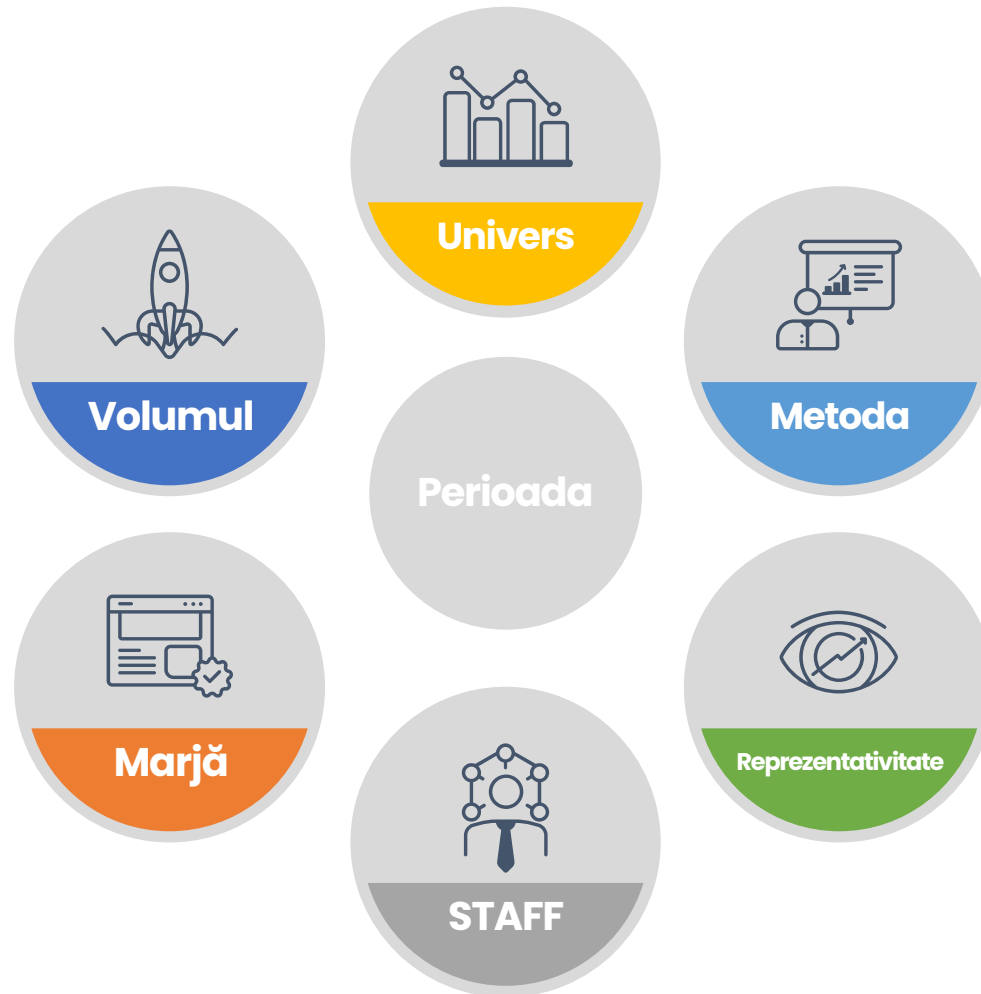 Univers
Volumul
Metoda
Perioada
Marjă
Reprezentativitate
STAFF